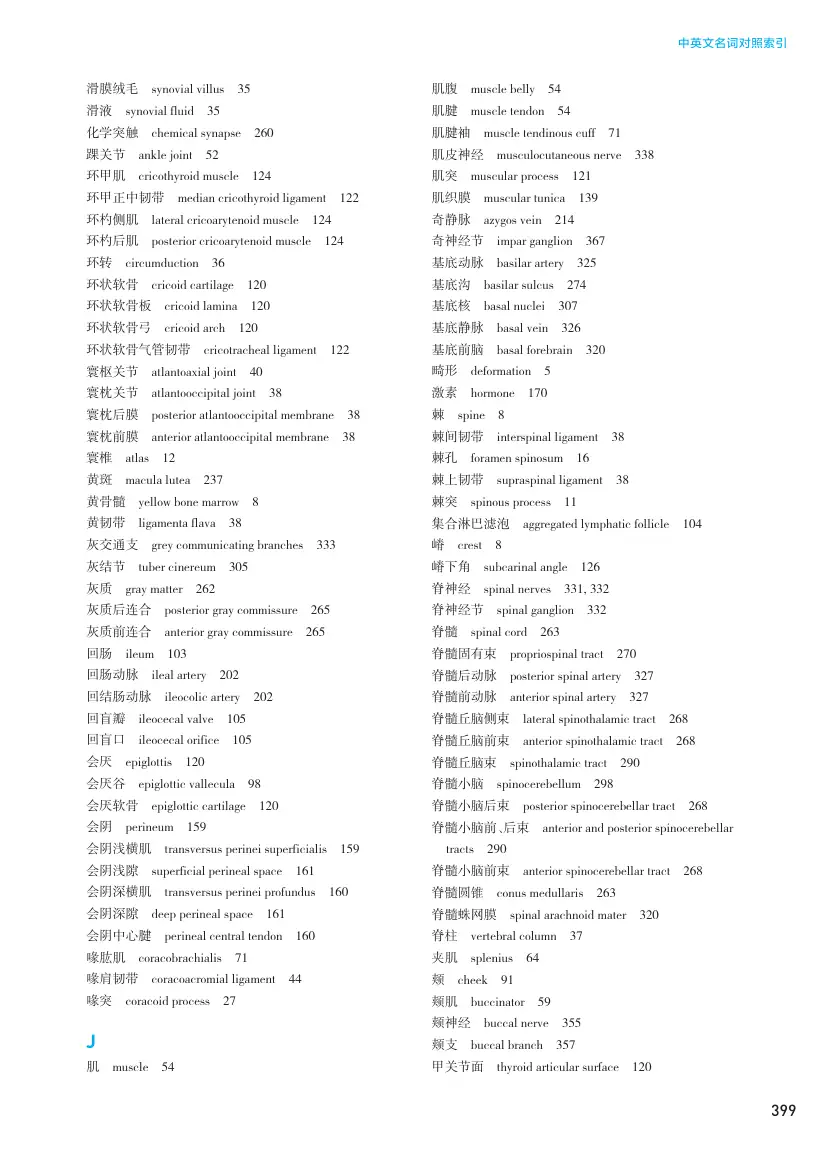 中英文名词对照索引
滑膜绒毛 synovial villus 35
滑液 synovial fluid 35
化学突触 chemical synapse 260
踝关节 ankle joint 52
环甲肌 cricothyroid muscle 124
环甲正中韧带 median cricothyroid ligament 122
环杓侧肌 lateral cricoarytenoid muscle 124
环杓后肌 posterior cricoarytenoid muscle 124
环转 circumduction 36
环状软骨 cricoid cartilage 120
环状软骨板 cricoid lamina 120
环状软骨弓 cricoid arch 120
环状软骨气管韧带 cricotracheal ligament 122
寰枢关节 atlantoaxial joint 40
寰枕关节 atlantooccipital joint 38
寰枕后膜 posterior atlantooccipital membrane 38
寰枕前膜 anterior atlantooccipital membrane 38
寰椎 atlas 12
黄斑 macula lutea 237
黄骨髓 yellow bone marrow 8
黄韧带 ligamenta flava 38
灰交通支 grey communicating branches 333
灰结节 tuber cinereum 305
灰质 gray matter 262
灰质后连合 posterior gray commissure 265
灰质前连合 anterior gray commissure 265
回肠 ileum 103
回肠动脉 ileal artery 202
回结肠动脉 ileocolic artery 202
回盲瓣 ileocecal valve 105
回盲口 ileocecal orifice 105
会厌 epiglottis 120
会厌谷 epiglottic vallecula 98
会厌软骨 epiglottic cartilage 120
会阴 perineum 159
会阴浅横肌 transversus perinei superficialis 159
会阴浅隙 superficial perineal space 161
会阴深横肌 transversus perinei profundus 160
会阴深隙 deep perineal space 161
会阴中心腱 perineal central tendon 160
喙肱肌 coracobrachialis 71
喙肩韧带 coracoacromial ligament 44
喙突 coracoid process 27
J
肌 muscle 54
肌腹 muscle belly 54
肌腱 muscle tendon 54
肌腱袖 muscle tendinous cuff 71
肌皮神经 musculocutaneous nerve 338
肌突 muscular process 121
肌织膜 muscular tunica 139
奇静脉 azygos vein 214
奇神经节 impar ganglion 367
基底动脉 basilar artery 325
基底沟 basilar sulcus 274
基底核 basal nuclei 307
基底静脉 basal vein 326
基底前脑 basal forebrain 320
畸形 deformation 5
激素 hormone 170
棘 spine 8
棘间韧带 interspinal ligament 38
棘孔 foramen spinosum 16
棘上韧带 supraspinal ligament 38
棘突 spinous process 11
集合淋巴滤泡 aggregated lymphatic follicle 104
嵴 crest 8
嵴下角 subcarinal angle 126
脊神经 spinal nerves 331, 332
脊神经节 spinal ganglion 332
脊髓 spinal cord 263
脊髓固有束 propriospinal tract 270
脊髓后动脉 posterior spinal artery 327
脊髓前动脉 anterior spinal artery 327
脊髓丘脑侧束 lateral spinothalamic tract 268
脊髓丘脑前束 anterior spinothalamic tract 268
脊髓丘脑束 spinothalamic tract 290
脊髓小脑 spinocerebellum 298
脊髓小脑后束 posterior spinocerebellar tract 268
脊髓小脑前、后束 anterior and posterior spinocerebellar
tracts 290
脊髓小脑前束 anterior spinocerebellar tract 268
脊髓圆锥 conus medullaris 263
脊髓蛛网膜 spinal arachnoid mater 320
脊柱 vertebral column 37
夹肌 splenius 64
颊 cheek 91
颊肌 buccinator 59
颊神经 buccal nerve 355
颊支 buccal branch 357
甲关节面 thyroid articular surface 120
399